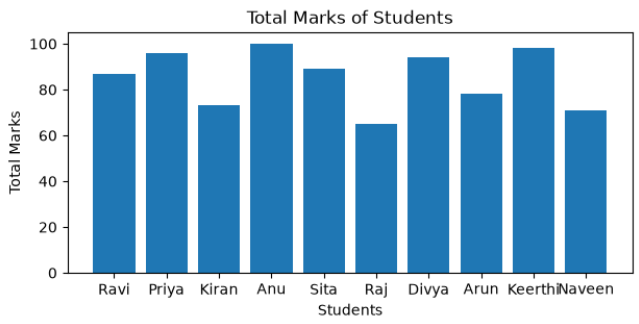 Total Marks of Students
Total Marks
100
80
60
40
20
0
Ravi Priya Kiran Anu Sita Raj Divya Arun Keerthi Naveen
Students